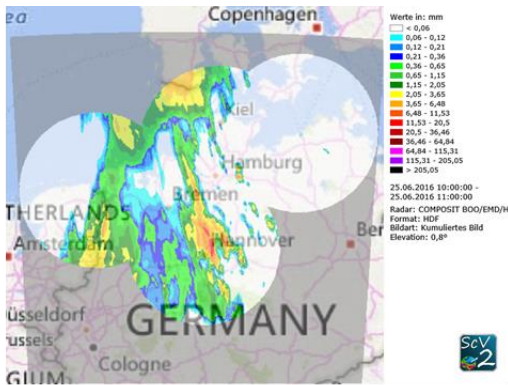 Copenhagen
ea
Kiel
Hamburg
Bremen
THERLANDS
Amsterdam
Hannover
Ber
üsseldorf
GERMANY
russels
Cologne
GIUM
Werte in: mm
< 0,06
0,06 - 0,12
0,12 - 0,21
0,21 - 0,36
0,36 - 0,65
0,65 - 1,15
1,15 - 2,05
2,05 - 3,65
3,65 - 6,48
6,48 - 11,53
11,53 - 20,5
20,5 - 36,46
36,46 - 64,84
64,84 - 115,31
115,31 - 205,05
> 205,05
25.06.2016 10:00:00 -
25.06.2016 11:00:00
Radar: COMPOSIT BOO/EMD/H
Format: HDF
Bildart: Kumuliertes Bild
Elevation: 0,8°
ScV
2